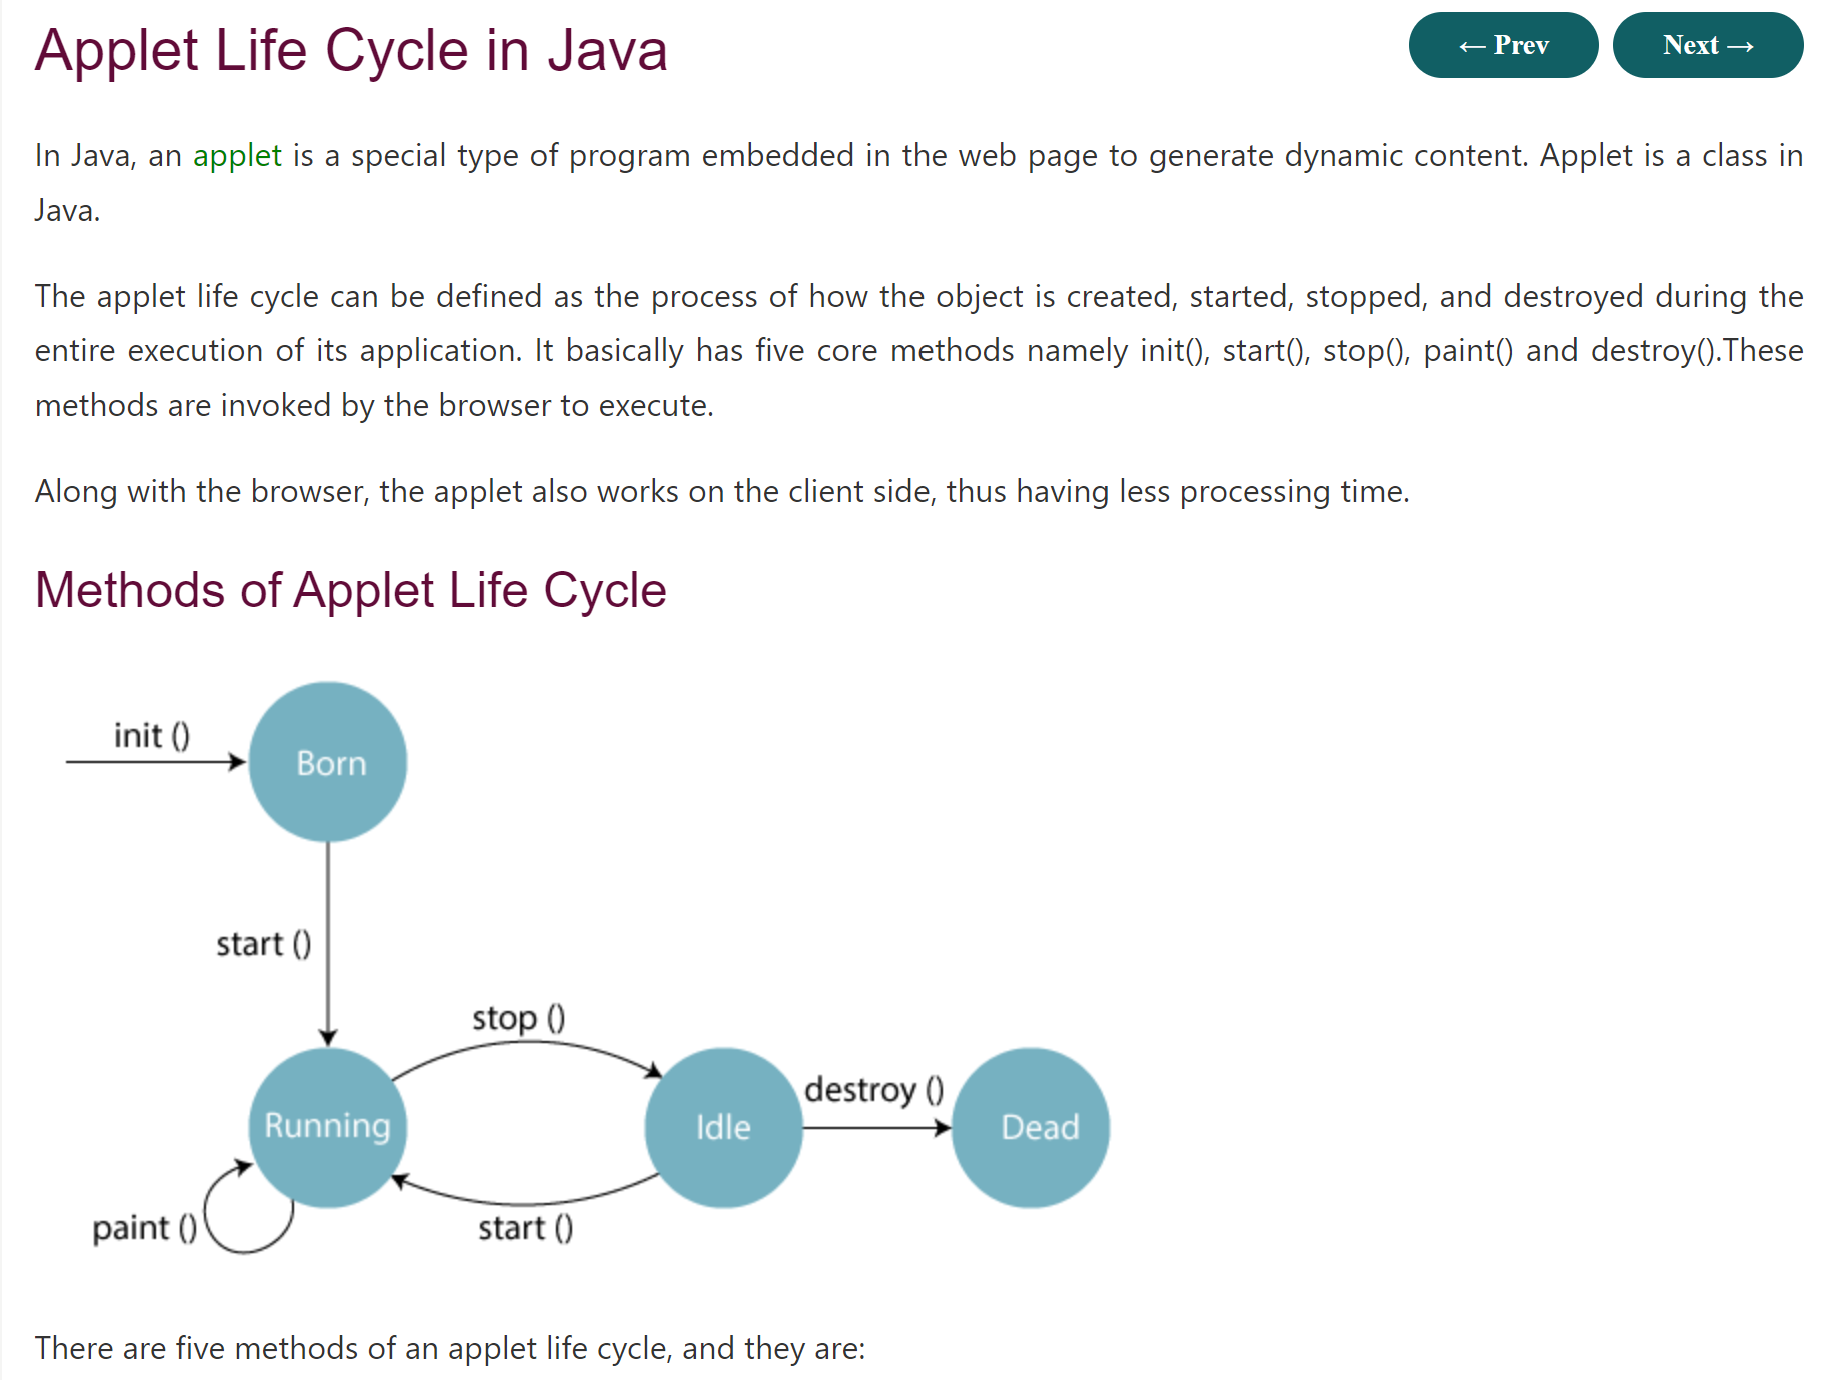 Applet Life Cycle in Java
← Prev
Next →
In Java, an applet is a special type of program embedded in the web page to generate dynamic content. Applet is a class in
Java.
The applet life cycle can be defined as the process of how the object is created, started, stopped, and destroyed during the
entire execution of its application. It basically has five core methods namely init(), start(), stop(), paint() and destroy().These
methods are invoked by the browser to execute.
Along with the browser, the applet also works on the client side, thus having less processing time.
Methods of Applet Life Cycle
init ()
Born
start ()
stop ()
Running
Idle
destroy ()
Dead
paint ()
start ()
There are five methods of an applet life cycle, and they are: